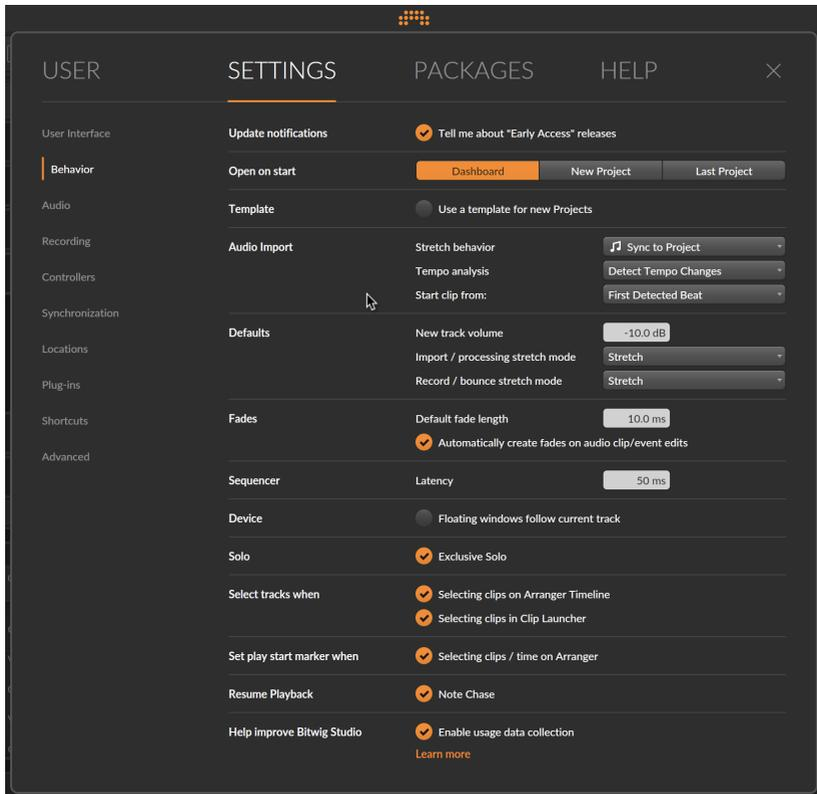 USER SETTINGS PACKAGES HELP
User Interface
Behavior
Audio
Recording
Controllers
Synchronization
Locations
Plug-ins
Shortcuts
Advanced
Update notifications Tell me about "Early Access" releases
Open on start Dashboard New Project Last Project
Template Use a template for new Projects
Audio Import Stretch behavior Sync to Project
Tempo analysis Detect Tempo Changes
Start clip from: First Detected Beat
Defaults New track volume -10.0 dB
Import / processing stretch mode Stretch
Record / bounce stretch mode Stretch
Fades Default fade length 10.0 ms
Automatically create fades on audio clip/event edits
Sequencer Latency 50 ms
Device Floating windows follow current track
Solo Exclusive Solo
Select tracks when Selecting clips on Arranger Timeline
Selecting clips in Clip Launcher
Set play start marker when Selecting clips / time on Arranger
Resume Playback Note Chase
Help improve Bitwig Studio Enable usage data collection
Learn more